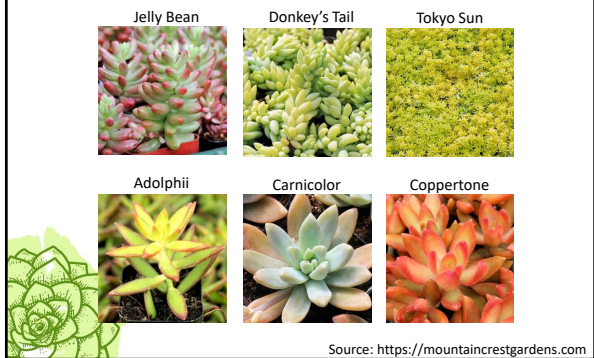 Jelly Bean
Donkey’s Tail
Tokyo Sun
Adolphii
Carnicolor
Coppertone
Source: https://mountaincrestgardens.com